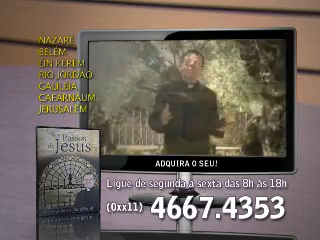 NAZARÉ
BELÉM
EIN KEREM
RIO JORDÃO
GALILÉIA
CAFARNAUM
JERUSALÉM
Nos Passos
de Jesus
ADQUIRA O SEU!
Ligue de segunda a sexta das 8h às 18h
(0xx11) 4667.4353